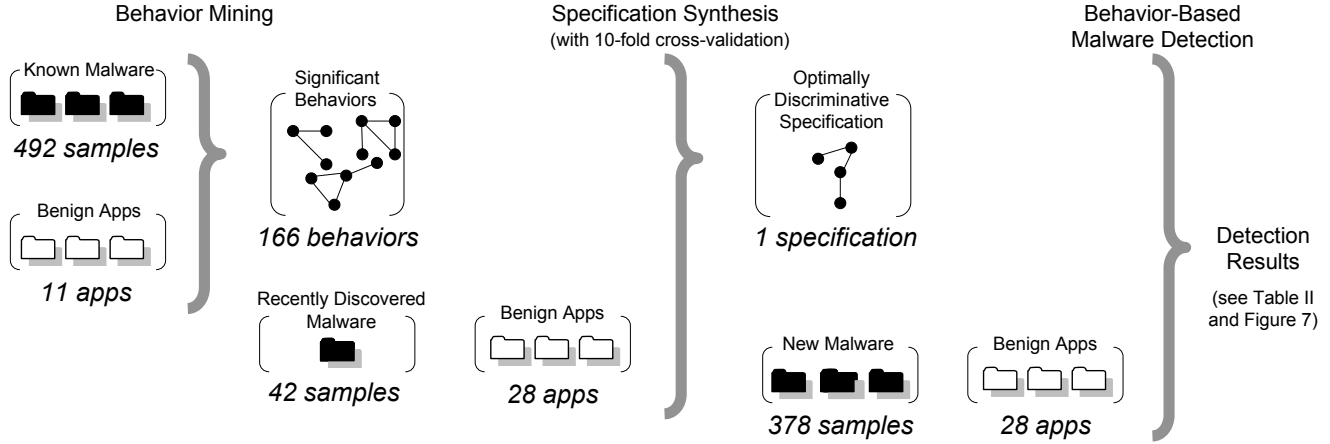 Behavior Mining
Known Malware
492 samples
Benign Apps
11 apps
Significant
Behaviors
166 behaviors
Recently Discovered
Malware
42 samples
Benign Apps
28 apps
Specification Synthesis
(with 10-fold cross-validation)
Optimally
Discriminative
Specification
1 specification
New Malware
378 samples
Benign Apps
28 apps
Behavior-Based
Malware Detection
Detection
Results
(see Table II
and Figure 7)